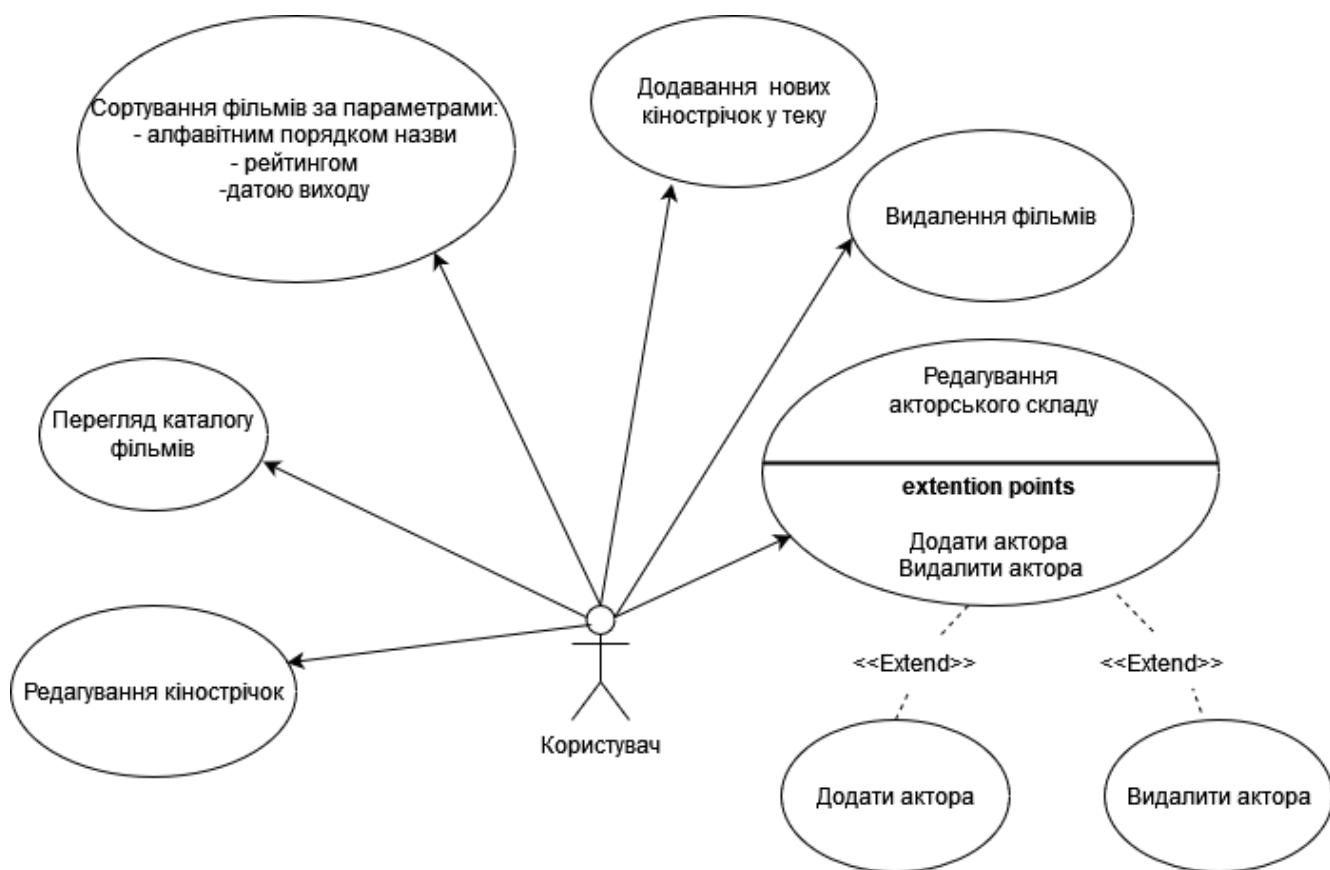 Сортування фільмів за параметрами:
- алфавітним порядком назви
- рейтингом
-датою виходу
Додавання нових
кінострічок у теку
Видалення фільмів
Редагування
акторського складу
extention points
Додати актора
Видалити актора
Перегляд каталогу
фільмів
Редагування кінострічок
Користувач
<<Extend>>
<<Extend>>
Додати актора
Видалити актора